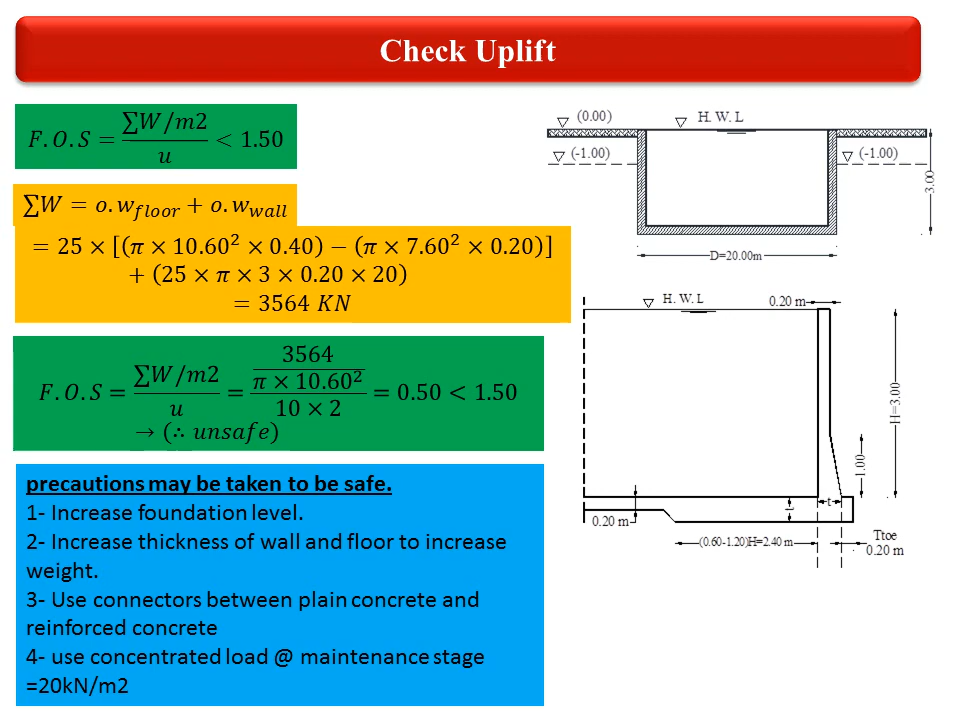 Check Uplift
F.O.S = ∑W/m2 / u < 1.50
∑W = o.w_floor + o.w_wall
= 25 × [(π × 10.60² × 0.40) − (π × 7.60² × 0.20)]
+ (25 × π × 3 × 0.20 × 20)
= 3564 KN
F.O.S = ∑W/m2 / u = 3564 / π × 10.60² / 10 × 2 = 0.50 < 1.50
→ (∴ unsafe)
precautions may be taken to be safe.
1- Increase foundation level.
2- Increase thickness of wall and floor to increase
weight.
3- Use connectors between plain concrete and
reinforced concrete
4- use concentrated load @ maintenance stage
=20kN/m2
(0.00)
H. W. L
(-1.00)
(-1.00)
3.00
D=20.00m
H. W. L
0.20 m
H=3.00
1.00
t
t
0.20 m
(0.60-1.20)H=2.40 m
Ttoe
0.20 m